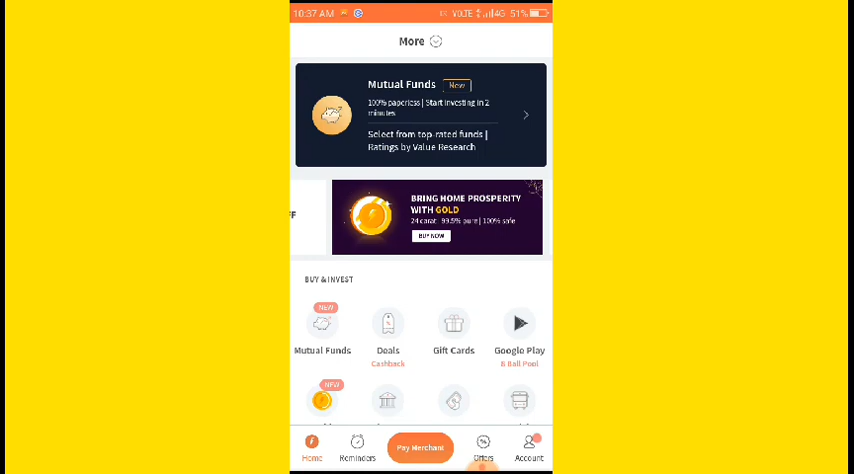 10:37 AM VoLTE 4G 51%
More
Mutual Funds New
100% paperless | Start investing in 2
minutes
Select from top-rated funds |
Ratings by Value Research
FF
BRING HOME PROSPERITY
WITH GOLD
24 carat 99.5% pure | 100% safe
BUY NOW
BUY & INVEST
NEW
Mutual Funds Deals Gift Cards Google Play
Cashback 8 Ball Pool
NEW
Home Reminders Pay Merchant Offers Account